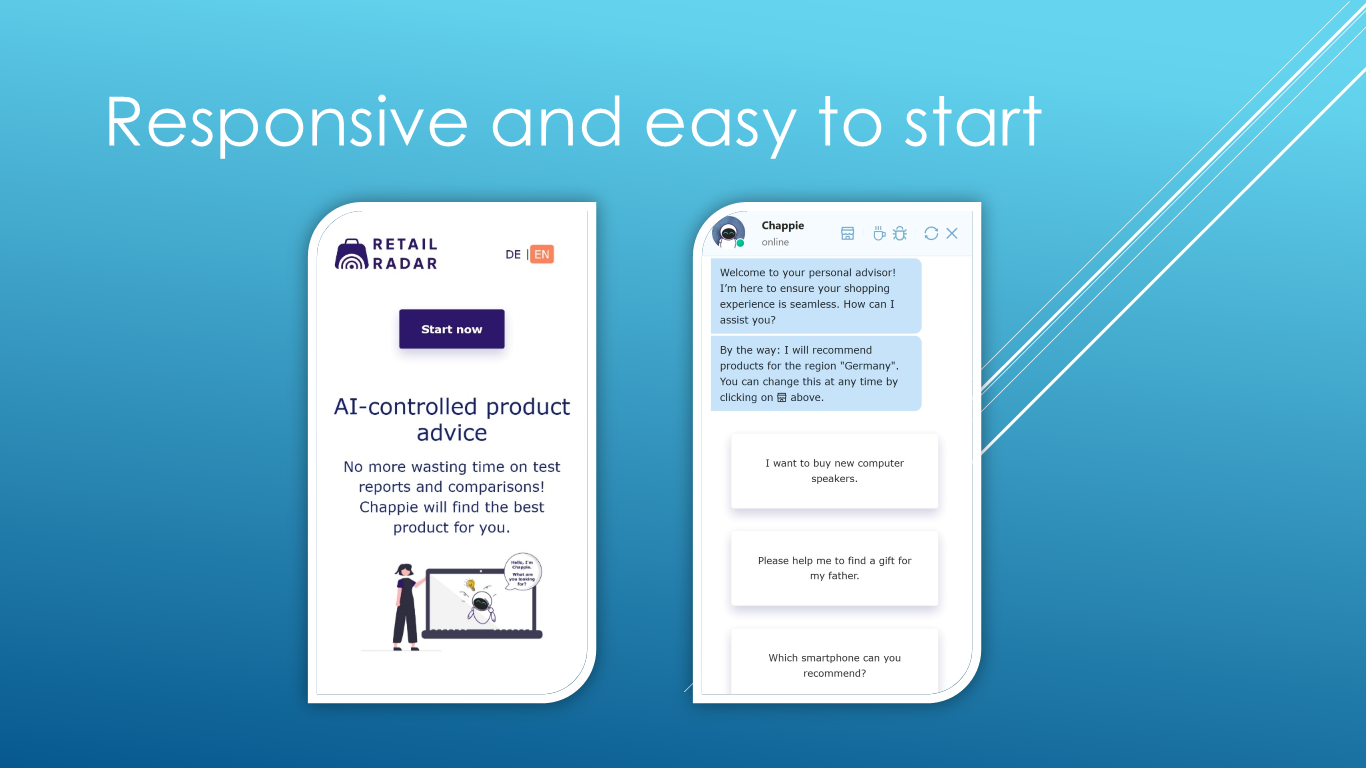 Responsive and easy to start
RETAIL
RADAR
DE | EN
Start now
AI-controlled product
advice
No more wasting time on test
reports and comparisons!
Chappie will find the best
product for you.
Hello, I'm
Chappie.
What are
you looking
for?
Chappie
online
Welcome to your personal advisor!
I'm here to ensure your shopping
experience is seamless. How can I
assist you?
By the way: I will recommend
products for the region "Germany".
You can change this at any time by
clicking on above.
I want to buy new computer
speakers.
Please help me to find a gift for
my father.
Which smartphone can you
recommend?